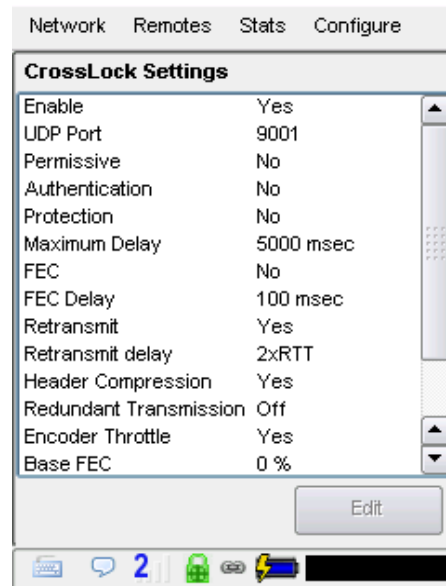 Network Remotes Stats Configure
CrossLock Settings
Enable Yes
UDP Port 9001
Permissive No
Authentication No
Protection No
Maximum Delay 5000 msec
FEC No
FEC Delay 100 msec
Retransmit Yes
Retransmit delay 2xRTT
Header Compression Yes
Redundant Transmission Off
Encoder Throttle Yes
Base FEC 0 %
Edit
2